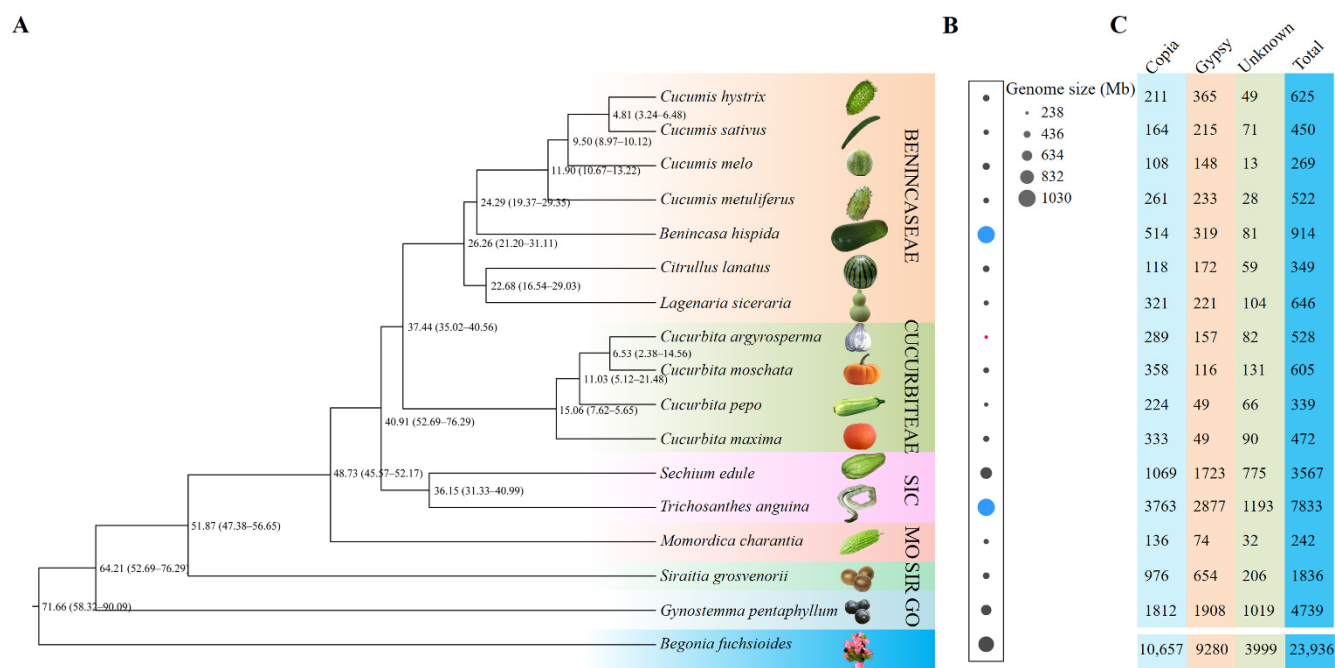 A
B
C
Copia
Gypsy
Unknown
Total
Genome size (Mb)
238
436
634
832
1030
Cucumis hystrix
211 365 49 625
4.81 (3.24–6.48)
Cucumis sativus
164 215 71 450
9.50 (8.97–10.12)
Cucumis melo
108 148 13 269
11.90 (10.67–13.22)
Cucumis metuliferus
261 233 28 522
24.29 (19.37–29.35)
Benincasa hispida
514 319 81 914
26.26 (21.20–31.11)
Citrullus lanatus
118 172 59 349
22.68 (16.54–29.03)
Lagenaria siceraria
321 221 104 646
BENINCASEAE
37.44 (35.02–40.56)
Cucurbita argyrosperma
289 157 82 528
6.53 (2.38–14.56)
Cucurbita moschata
358 116 131 605
11.03 (5.12–21.48)
Cucurbita pepo
224 49 66 339
15.06 (7.62–5.65)
40.91 (52.69–76.29)
Cucurbita maxima
333 49 90 472
CUCURBITEAE
48.73 (45.57–52.17)
Sechium edule
1069 1723 775 3567
36.15 (31.33–40.99)
Trichosanthes anguina
3763 2877 1193 7833
SIC
51.87 (47.38–56.65)
Momordica charantia
136 74 32 242
MO
64.21 (52.69–76.29)
Siraitia grosvenorii
976 654 206 1836
SIR
71.66 (58.32–90.09)
Gynostemma pentaphyllum
1812 1908 1019 4739
GO
Begonia fuchsioides
10,657 9280 3999 23,936